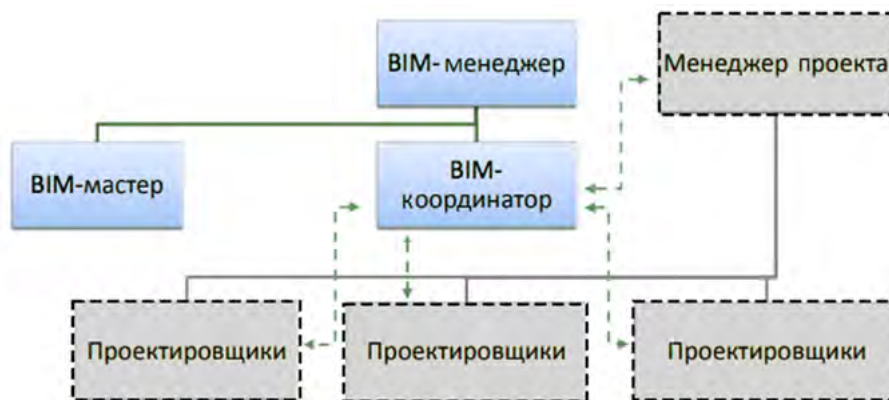 BIM- менеджер
Менеджер проекта
BIM-мастер
BIM-
координатор
Проектировщики
Проектировщики
Проектировщики